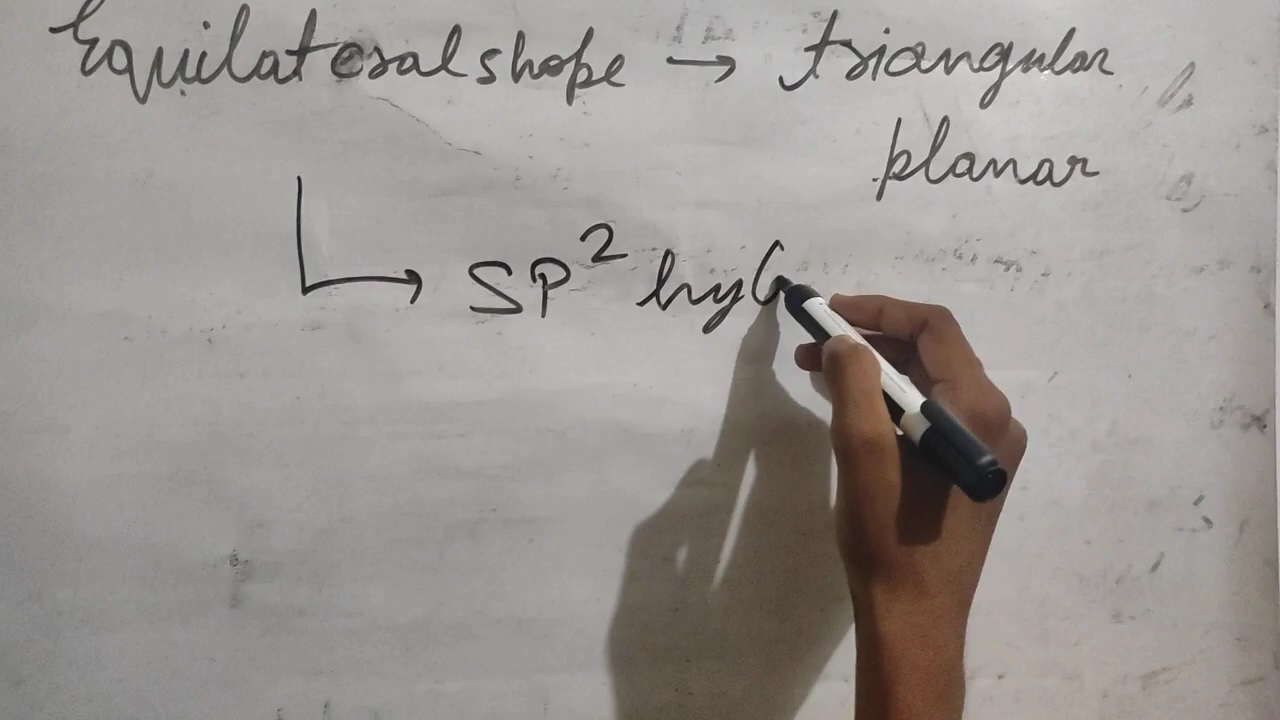 Equilateral shape → triangular
planar
↳ SP² hyb